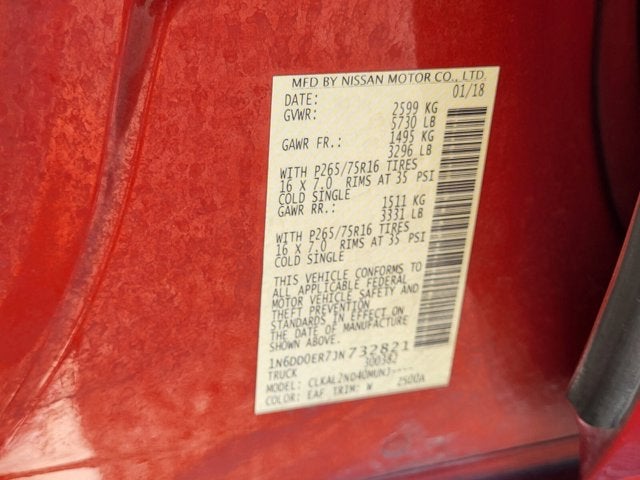 MFD BY NISSAN MOTOR CO., LTD.
DATE: 01/18
GVWR: 2599 KG
5730 LB
GAWR FR.: 1495 KG
3296 LB
WITH P265/75R16 TIRES
16 X 7.0 RIMS AT 35 PSI
COLD SINGLE
GAWR RR.: 1511 KG
3331 LB
WITH P265/75R16 TIRES
16 X 7.0 RIMS AT 35 PSI
COLD SINGLE
THIS VEHICLE CONFORMS TO
ALL APPLICABLE FEDERAL
MOTOR VEHICLE SAFETY AND
THEFT PREVENTION
STANDARDS IN EFFECT ON
THE DATE OF MANUFACTURE
SHOWN ABOVE.
1N6DD0ER7JN732821
TRUCK 300382
MODEL:
COLOR: EAF TRIM: W 2500A